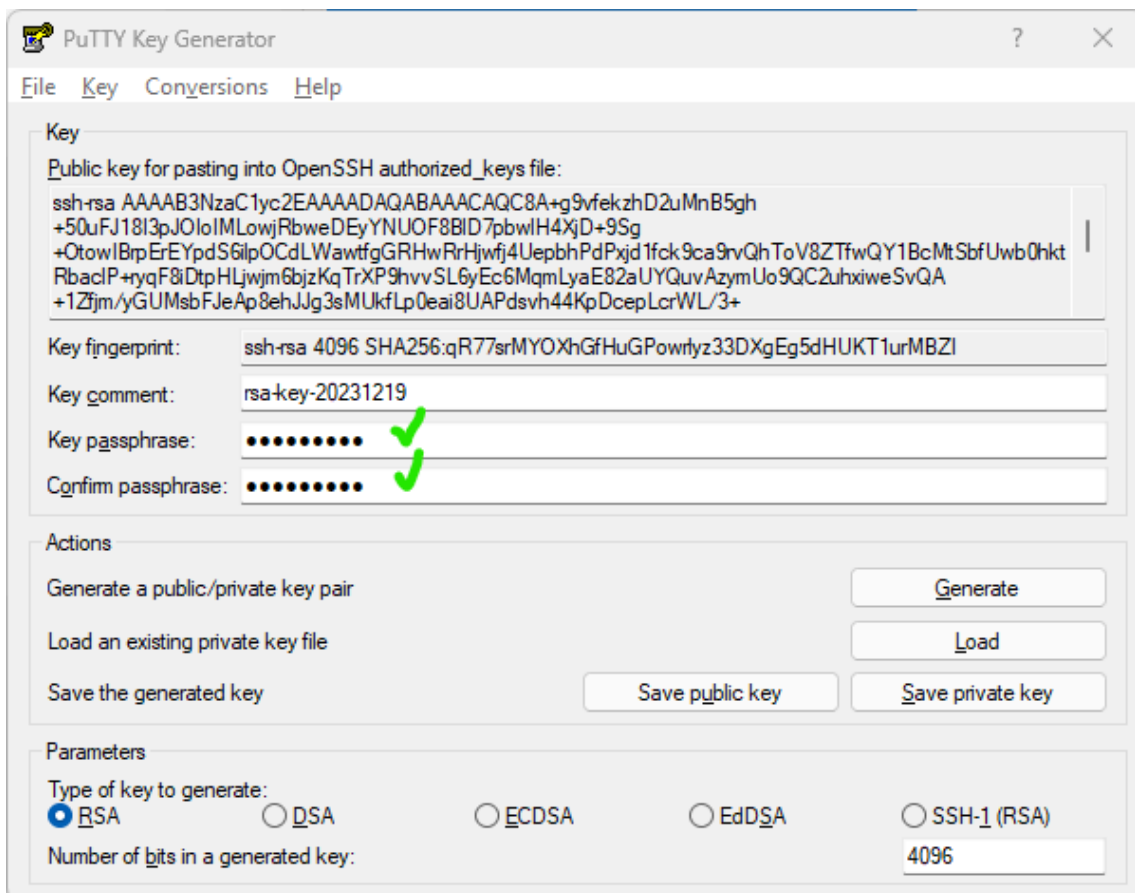 PuTTY Key Generator
File Key Conversions Help
Key
Public key for pasting into OpenSSH authorized_keys file:
ssh-rsa AAAAB3NzaC1yc2EAAAADAQABAAACAQC8A+g9vfekzhD2uMnB5gh
+50uFJ18I3pJOIoIMLowjRbweDEyYNUOF8BlD7pbwIH4XjD+9Sg
+OtowIBrpErEYpdS6ilpOCdLWawtfgGRHwRrHjwfj4UepbhPdPxjd1fck9ca9rvQhToV8ZTfwQY1BcMtSbfUwb0hkt
RbacIP+ryqF8iDtpHLjwjm6bjzKqTrXP9hvvSL6yEc6MqmLyaE82aUYQuvAzymUo9QC2uhxiweSvQA
+1Zfjm/yGUMsbFJeAp8ehJJg3sMUkfLp0eai8UAPdsvh44KpDcepLcrWL/3+
Key fingerprint: ssh-rsa 4096 SHA256:qR77srMYOXhGfHuGPowrlyz33DXgEg5dHUKT1urMBZI
Key comment: rsa-key-20231219
Key passphrase:
Confirm passphrase:
Actions
Generate a public/private key pair Generate
Load an existing private key file Load
Save the generated key Save public key Save private key
Parameters
Type of key to generate:
RSA DSA ECDSA EdDSA SSH-1 (RSA)
Number of bits in a generated key: 4096